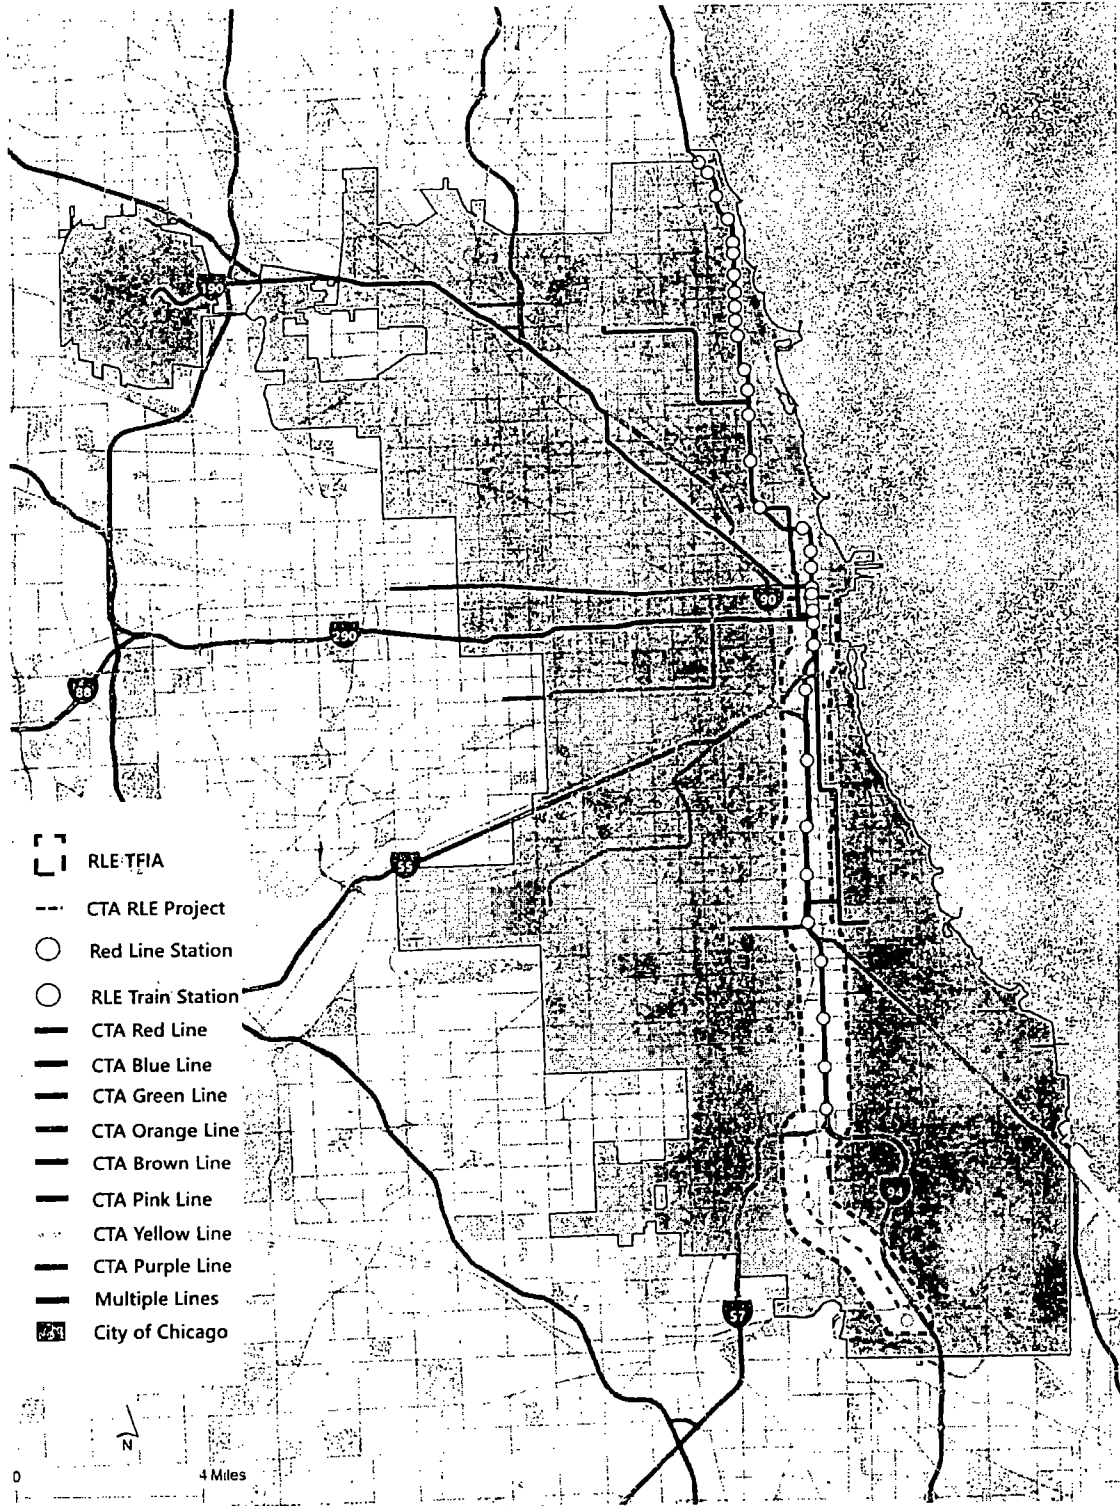 190
90
290
88
55
94
57
RLE TFIA
CTA RLE Project
Red Line Station
RLE Train Station
CTA Red Line
CTA Blue Line
CTA Green Line
CTA Orange Line
CTA Brown Line
CTA Pink Line
CTA Yellow Line
CTA Purple Line
Multiple Lines
City of Chicago
N
0
4 Miles